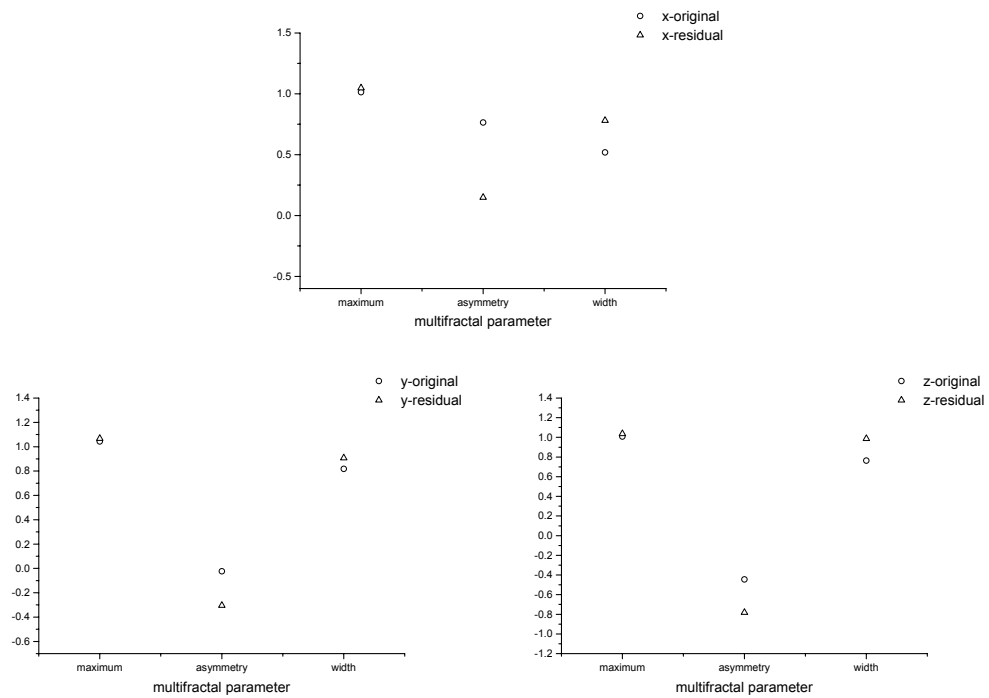 x-original
x-residual
1.5
1.0
0.5
0.0
-0.5
maximum asymmetry width
multifractal parameter
y-original
y-residual
1.4
1.2
1.0
0.8
0.6
0.4
0.2
0.0
-0.2
-0.4
-0.6
maximum asymmetry width
multifractal parameter
z-original
z-residual
1.4
1.2
1.0
0.8
0.6
0.4
0.2
0.0
-0.2
-0.4
-0.6
-0.8
-1.0
-1.2
maximum asymmetry width
multifractal parameter